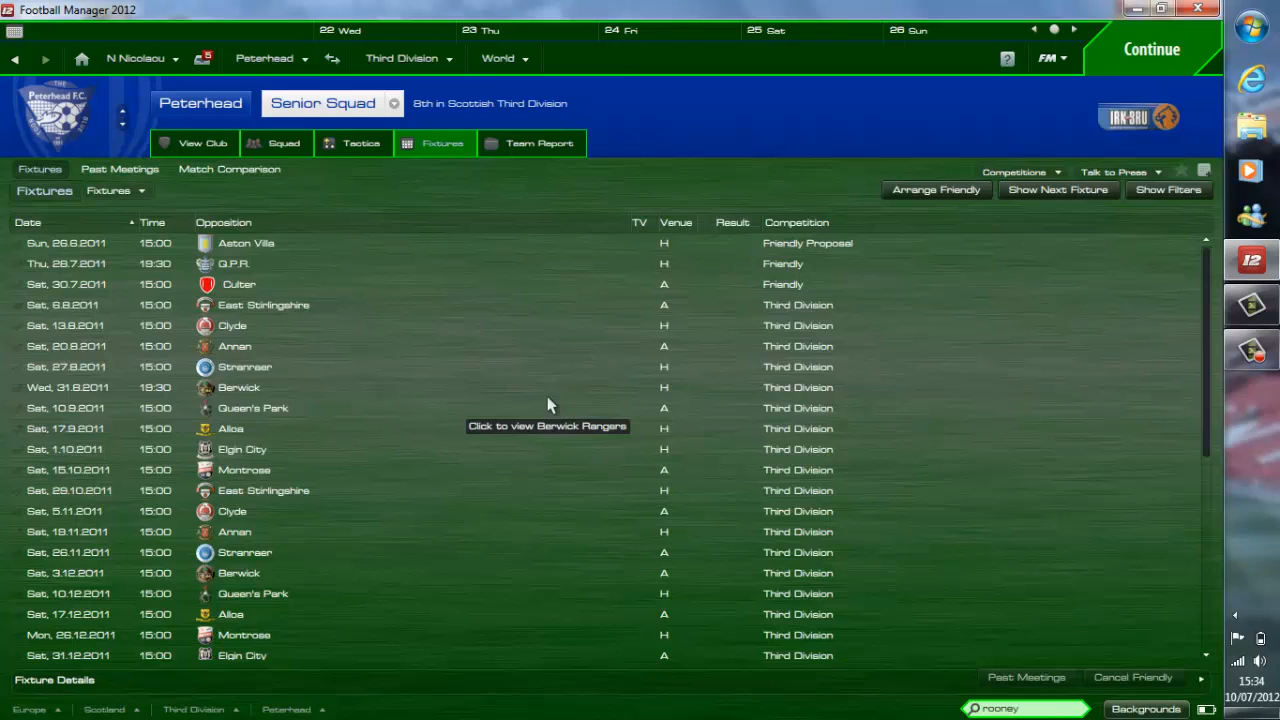 12 Football Manager 2012
22 Wed 23 Thu 24 Fri 25 Sat 26 Sun
N Nicolaou 5 Peterhead Third Division World ? FM Continue
THE Peterhead F.C. Peterhead Senior Squad 8th in Scottish Third Division IRN-BRU
View Club Squad Tactics Fixtures Team Report
Fixtures Past Meetings Match Comparison Competitions Talk to Press
Fixtures Fixtures Arrange Friendly Show Next Fixture Show Filters
Date Time Opposition TV Venue Result Competition
Sun, 26.6.2011 15:00 Aston Villa H Friendly Proposal
Thu, 28.7.2011 19:30 Q.P.R. H Friendly
Sat, 30.7.2011 15:00 Culter A Friendly
Sat, 6.8.2011 15:00 East Stirlingshire A Third Division
Sat, 13.8.2011 15:00 Clyde H Third Division
Sat, 20.8.2011 15:00 Annan A Third Division
Sat, 27.8.2011 15:00 Stranraer H Third Division
Wed, 31.8.2011 19:30 Berwick H Third Division
Sat, 10.9.2011 15:00 Queen's Park A Third Division
Click to view Berwick Rangers
Sat, 17.9.2011 15:00 Alloa H Third Division
Sat, 1.10.2011 15:00 Elgin City H Third Division
Sat, 15.10.2011 15:00 Montrose A Third Division
Sat, 29.10.2011 15:00 East Stirlingshire H Third Division
Sat, 5.11.2011 15:00 Clyde A Third Division
Sat, 19.11.2011 15:00 Annan H Third Division
Sat, 26.11.2011 15:00 Stranraer A Third Division
Sat, 3.12.2011 15:00 Berwick A Third Division
Sat, 10.12.2011 15:00 Queen's Park H Third Division
Sat, 17.12.2011 15:00 Alloa A Third Division
Mon, 26.12.2011 15:00 Montrose H Third Division
Sat, 31.12.2011 15:00 Elgin City A Third Division
Fixture Details Past Meetings Cancel Friendly
Europe Scotland Third Division Peterhead rooney Backgrounds
12
15:34
10/07/2012